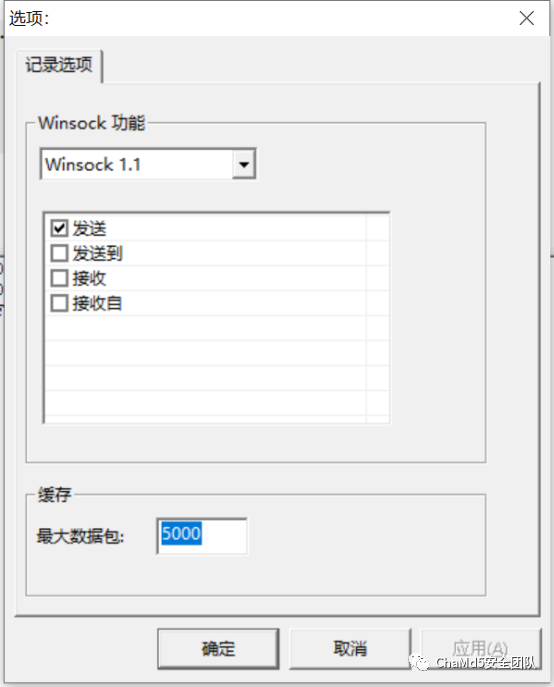 选项:
记录选项
Winsock 功能
Winsock 1.1
发送
发送到
接收
接收自
缓存
最大数据包:
5000
确定
取消
应用(A)
ChaMd5安全团队